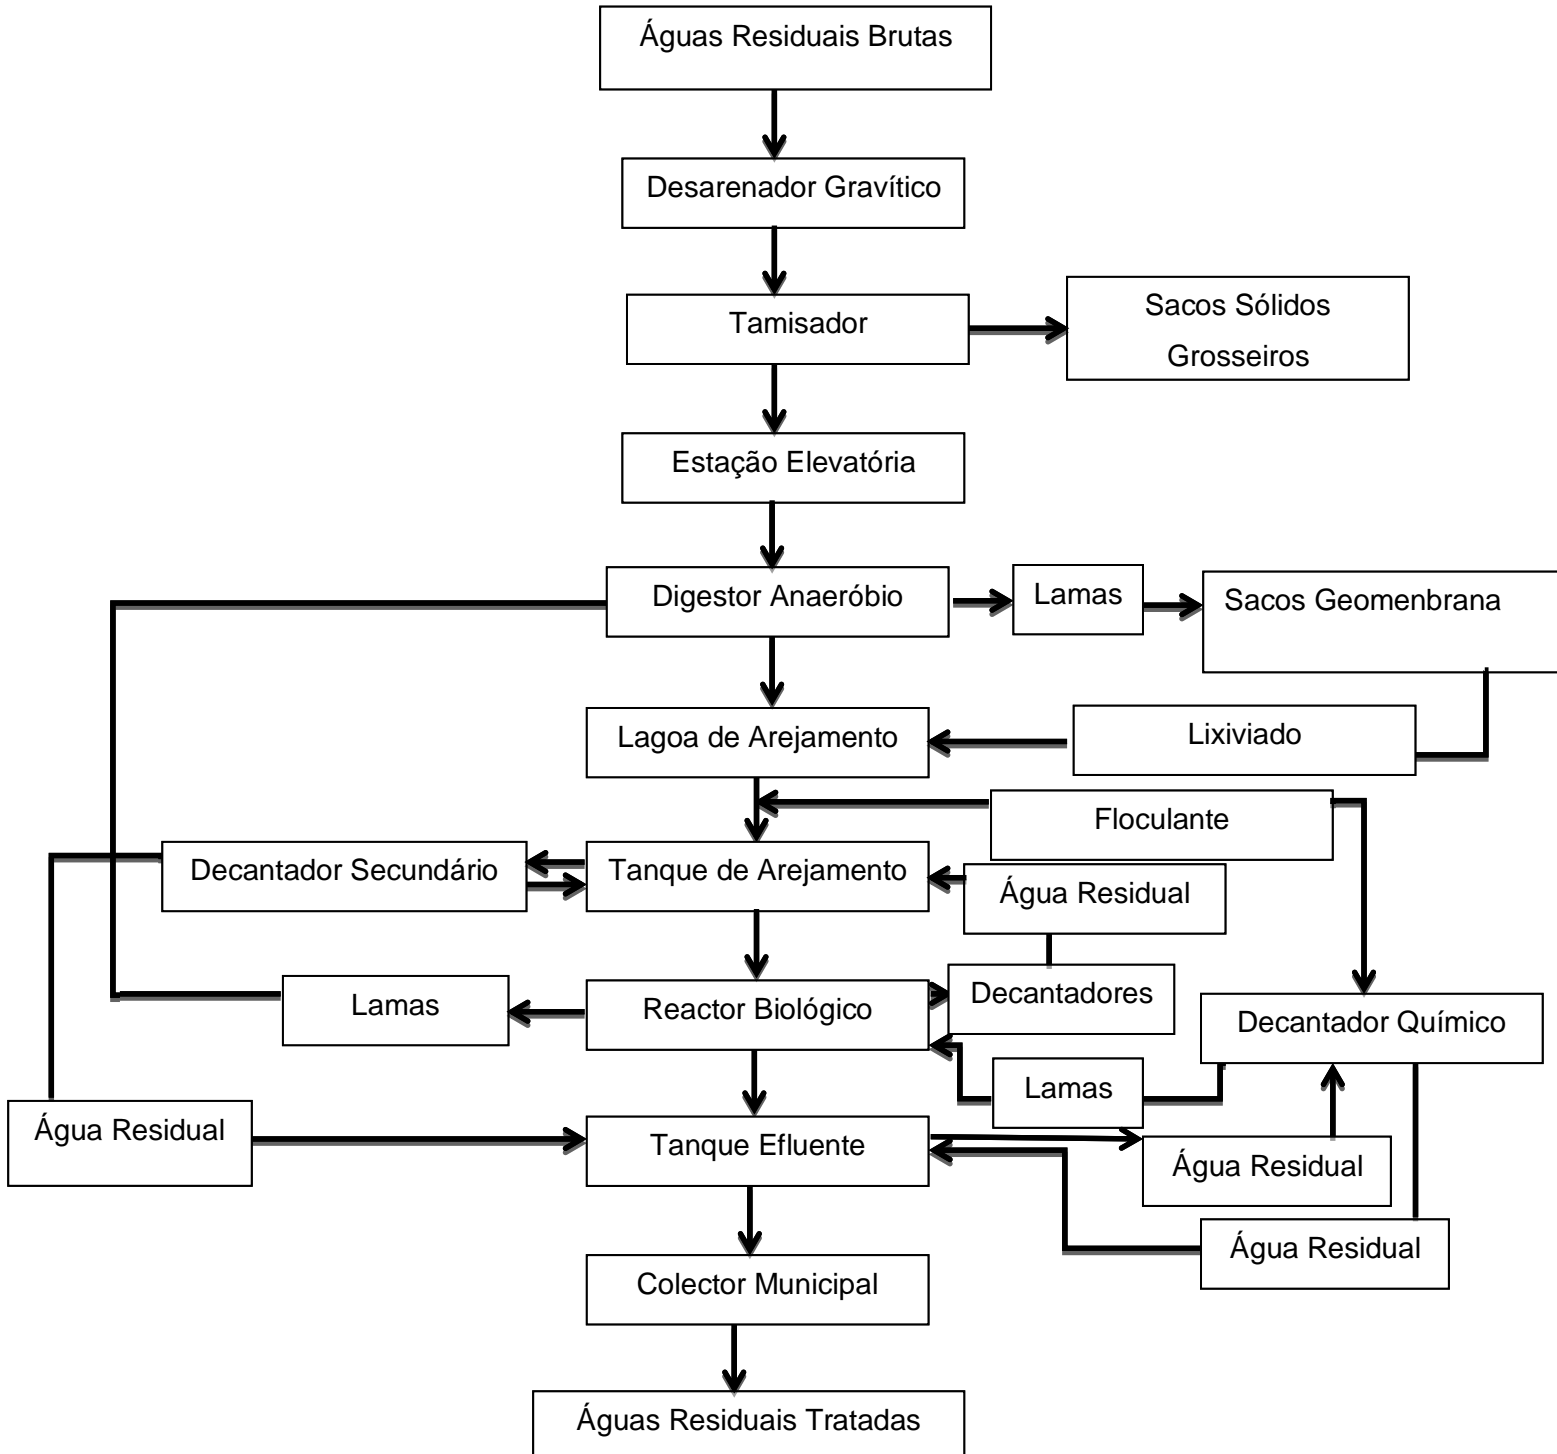 Águas Residuais Brutas
Desarenador Gravítico
Tamisador
Sacos Sólidos
Grosseiros
Estação Elevatória
Digestor Anaeróbio
Lamas
Sacos Geomenbrana
Lagoa de Arejamento
Lixiviado
Floculante
Decantador Secundário
Tanque de Arejamento
Água Residual
Lamas
Reactor Biológico
Decantadores
Decantador Químico
Lamas
Água Residual
Tanque Efluente
Água Residual
Água Residual
Colector Municipal
Águas Residuais Tratadas